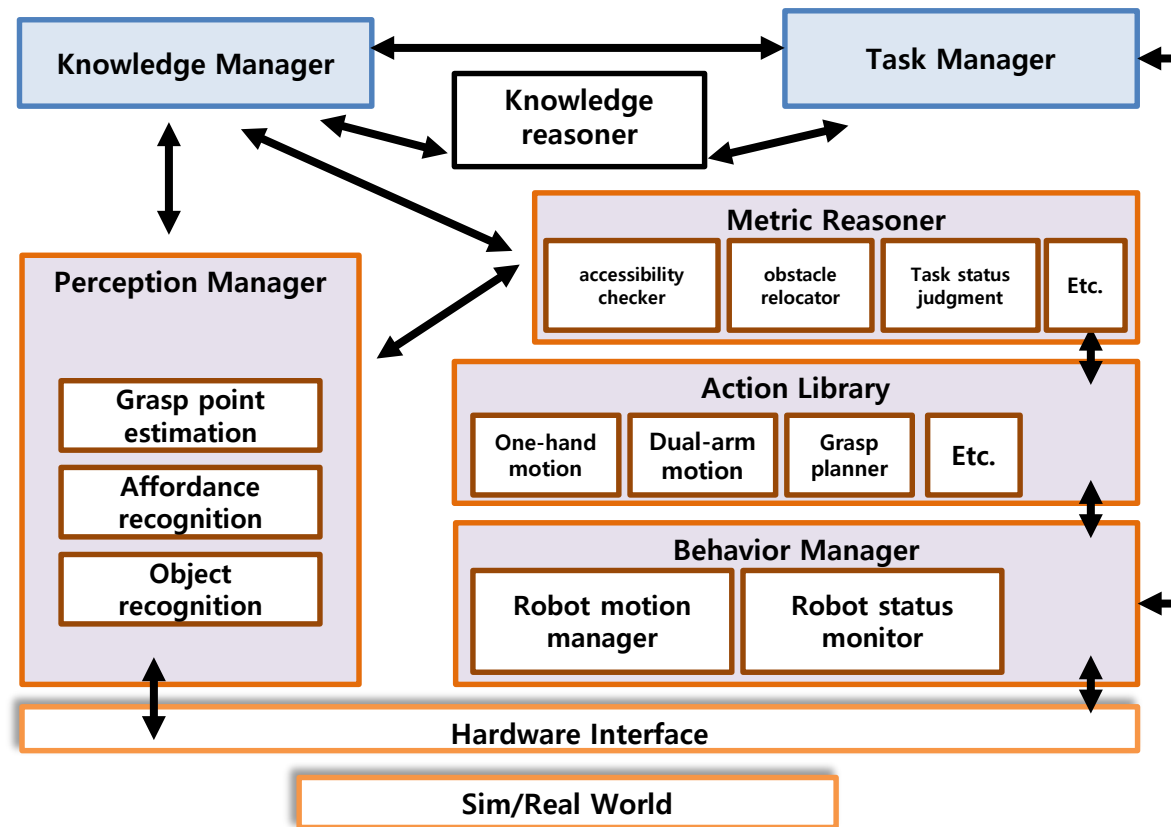 Knowledge Manager
Task Manager
Knowledge
reasoner
Metric Reasoner
accessibility
checker
obstacle
relocator
Task status
judgment
Etc.
Perception Manager
Grasp point
estimation
Affordance
recognition
Object
recognition
Action Library
One-hand
motion
Dual-arm
motion
Grasp
planner
Etc.
Behavior Manager
Robot motion
manager
Robot status
monitor
Hardware Interface
Sim/Real World